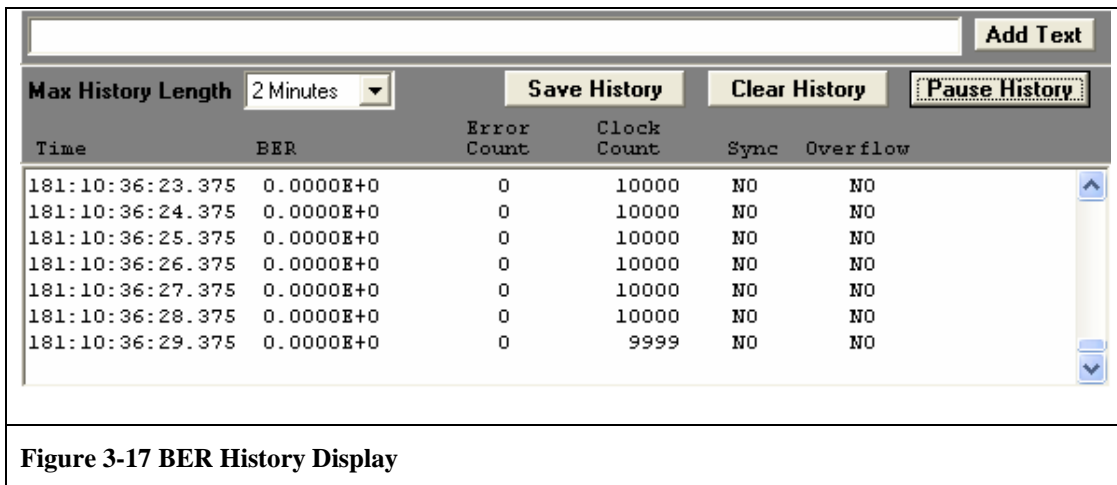 Add Text
Max History Length 2 Minutes Save History Clear History Pause History
Error Clock
Time BER Count Count Sync Overflow
181:10:36:23.375 0.0000E+0 0 10000 NO NO
181:10:36:24.375 0.0000E+0 0 10000 NO NO
181:10:36:25.375 0.0000E+0 0 10000 NO NO
181:10:36:26.375 0.0000E+0 0 10000 NO NO
181:10:36:27.375 0.0000E+0 0 10000 NO NO
181:10:36:28.375 0.0000E+0 0 10000 NO NO
181:10:36:29.375 0.0000E+0 0 9999 NO NO
Figure 3-17 BER History Display